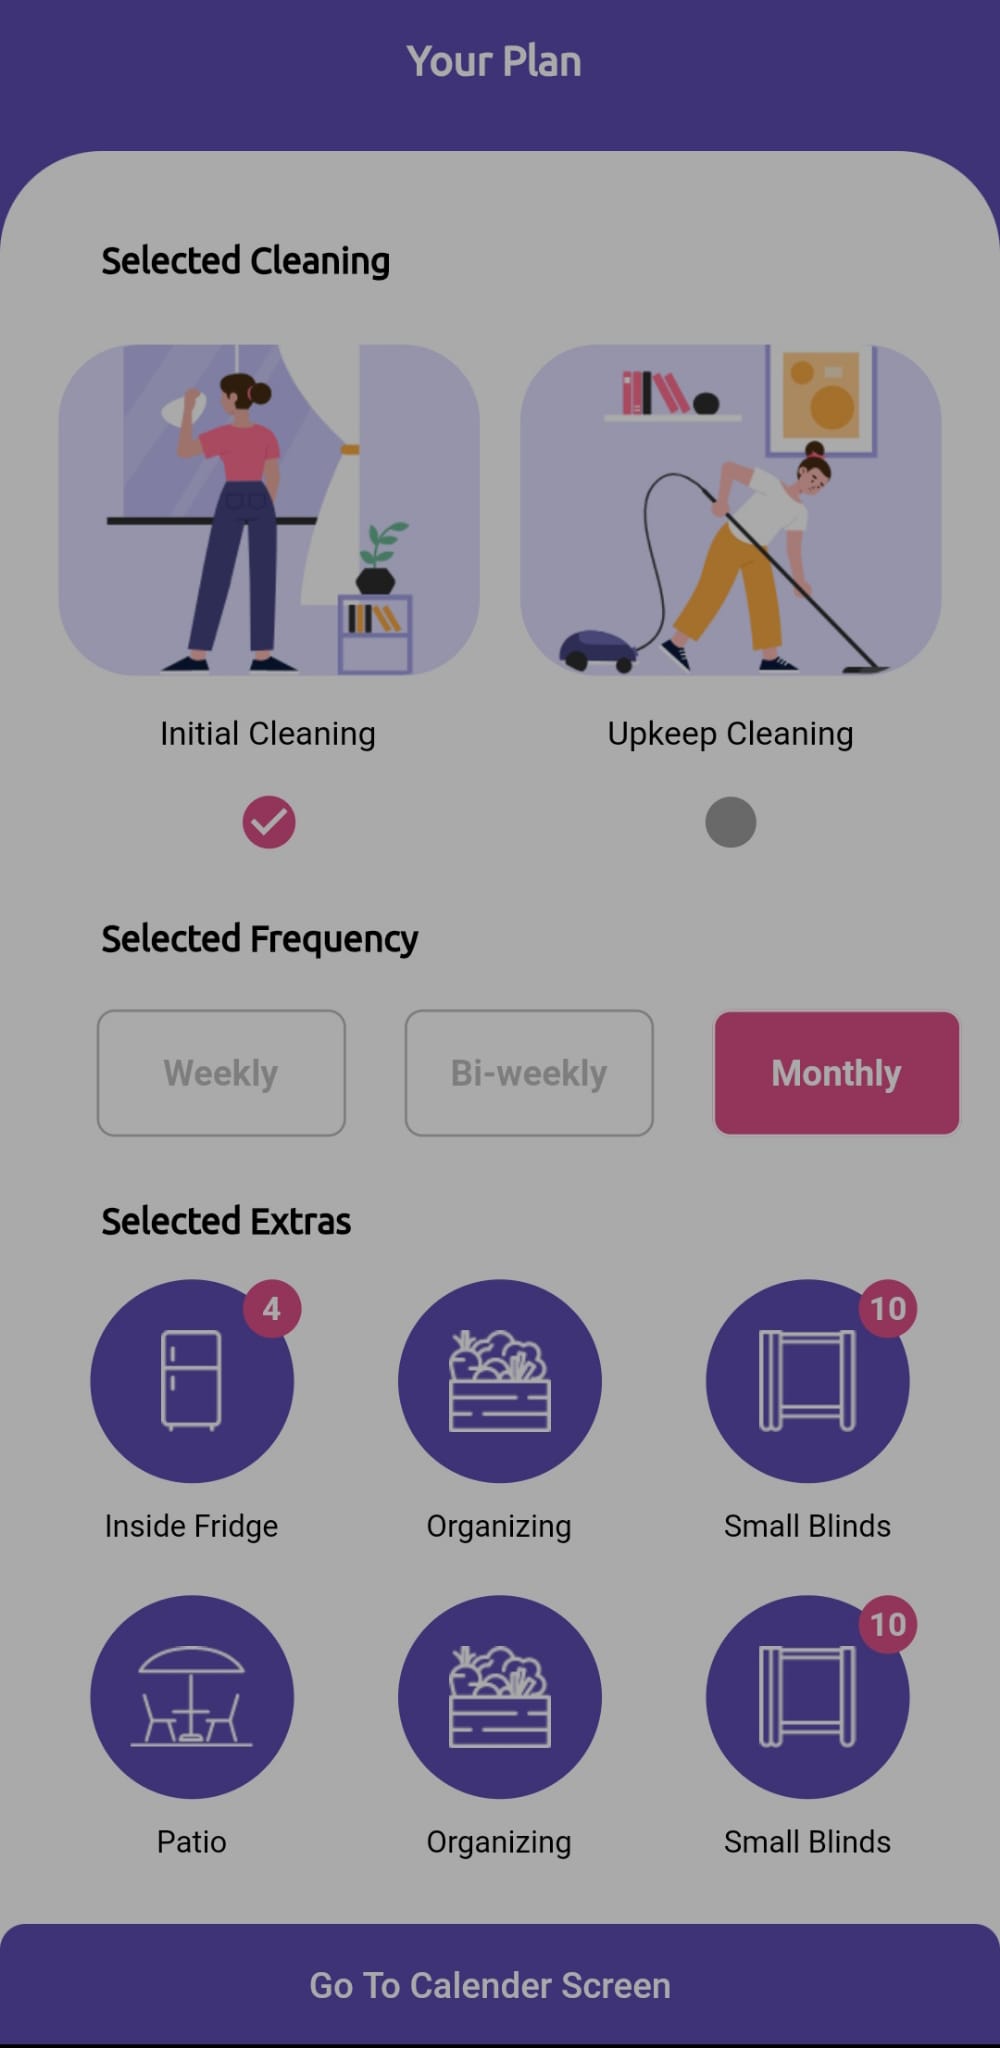 Your Plan
Selected Cleaning
Initial Cleaning
Upkeep Cleaning
Selected Frequency
Weekly
Bi-weekly
Monthly
Selected Extras
4
10
Inside Fridge
Organizing
Small Blinds
10
Patio
Organizing
Small Blinds
Go To Calender Screen